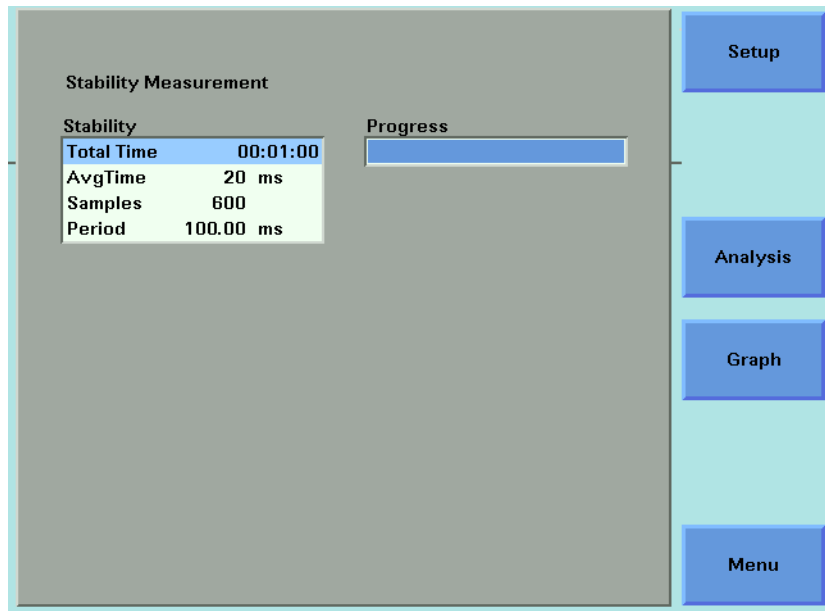 Setup
Stability Measurement
Stability
Progress
Total Time 00:01:00
AvgTime 20 ms
Samples 600
Period 100.00 ms
Analysis
Graph
Menu